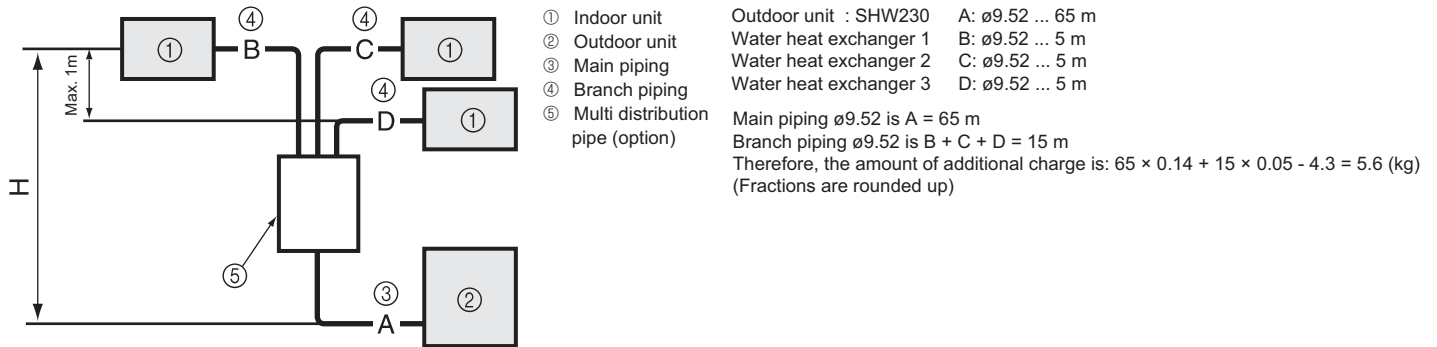 ④
④
①
B
C
①
Max. 1m
④
D
①
H
⑤
③
A
②
① Indoor unit
② Outdoor unit
③ Main piping
④ Branch piping
⑤ Multi distribution
pipe (option)
Outdoor unit : SHW230 A: ø9.52 ... 65 m
Water heat exchanger 1 B: ø9.52 ... 5 m
Water heat exchanger 2 C: ø9.52 ... 5 m
Water heat exchanger 3 D: ø9.52 ... 5 m
Main piping ø9.52 is A = 65 m
Branch piping ø9.52 is B + C + D = 15 m
Therefore, the amount of additional charge is: 65 × 0.14 + 15 × 0.05 - 4.3 = 5.6 (kg)
(Fractions are rounded up)